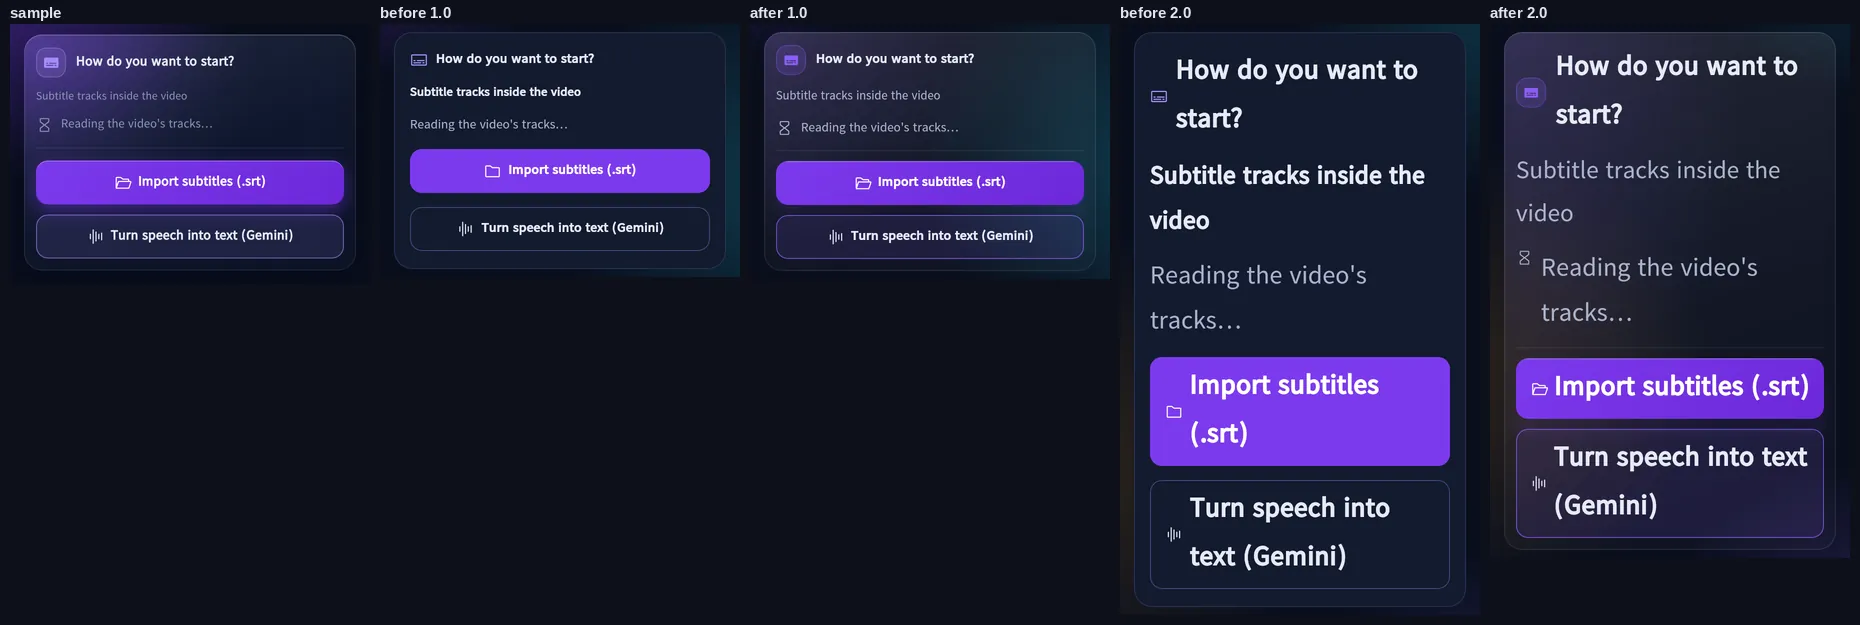 sample
How do you want to start?
Subtitle tracks inside the video
Reading the video's tracks...
Import subtitles (.srt)
Turn speech into text (Gemini)
before 1.0
How do you want to start?
Subtitle tracks inside the video
Reading the video's tracks...
Import subtitles (.srt)
Turn speech into text (Gemini)
after 1.0
How do you want to start?
Subtitle tracks inside the video
Reading the video's tracks...
Import subtitles (.srt)
Turn speech into text (Gemini)
before 2.0
How do you want to
start?
Subtitle tracks inside the
video
Reading the video's
tracks...
Import subtitles
(.srt)
Turn speech into
text (Gemini)
after 2.0
How do you want to
start?
Subtitle tracks inside the
video
Reading the video's
tracks...
Import subtitles (.srt)
Turn speech into text
(Gemini)